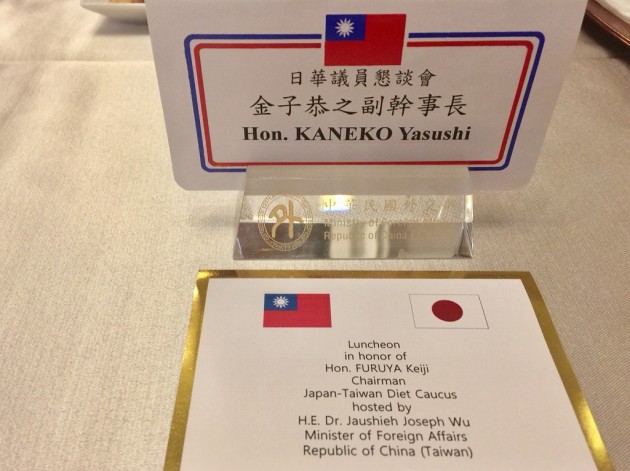 日華議員懇談會
金子恭之副幹事長
Hon. KANEKO Yasushi
中華民國外交部
Ministry of Foreign
Republic of China
Luncheon
in honor of
Hon. FURUYA Keiji
Chairman
Japan-Taiwan Diet Caucus
hosted by
H.E. Dr. Jaushieh Joseph Wu
Minister of Foreign Affairs
Republic of China (Taiwan)